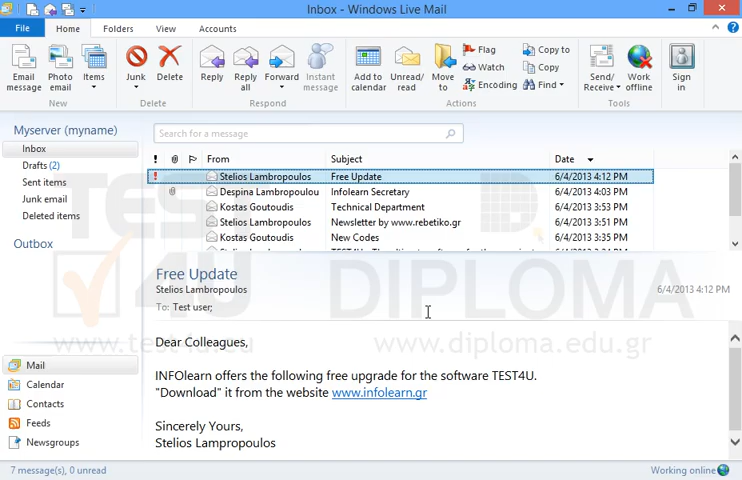 Inbox - Windows Live Mail
File Home Folders View Accounts
Email message
Photo email
Items
Junk
Delete
Reply
Reply all
Forward
Instant message
Add to calendar
Unread/ read
Move to
Flag
Watch
Encoding
Copy to
Copy
Find
Send/ Receive
Work offline
Sign in
New Delete Respond Actions Tools
Myserver (myname)
Inbox
Drafts (2)
Sent items
Junk email
Deleted items
Outbox
Search for a message
! From Subject Date
! Stelios Lambropoulos Free Update 6/4/2013 4:12 PM
Despina Lambropoulou Infolearn Secretary 6/4/2013 4:03 PM
Kostas Goutoudis Technical Department 6/4/2013 3:53 PM
Stelios Lambropoulos Newsletter by www.rebetiko.gr 6/4/2013 3:51 PM
Kostas Goutoudis New Codes 6/4/2013 3:35 PM
Free Update
Stelios Lambropoulos
6/4/2013 4:12 PM
To: Test user;
Dear Colleagues,
INFOlearn offers the following free upgrade for the software TEST4U.
"Download" it from the website www.infolearn.gr
Sincerely Yours,
Stelios Lampropoulos
Mail
Calendar
Contacts
Feeds
Newsgroups
7 message(s), 0 unread
Working online
TEST 4U
DIPLOMA
www.test4u.eu
www.diploma.edu.gr